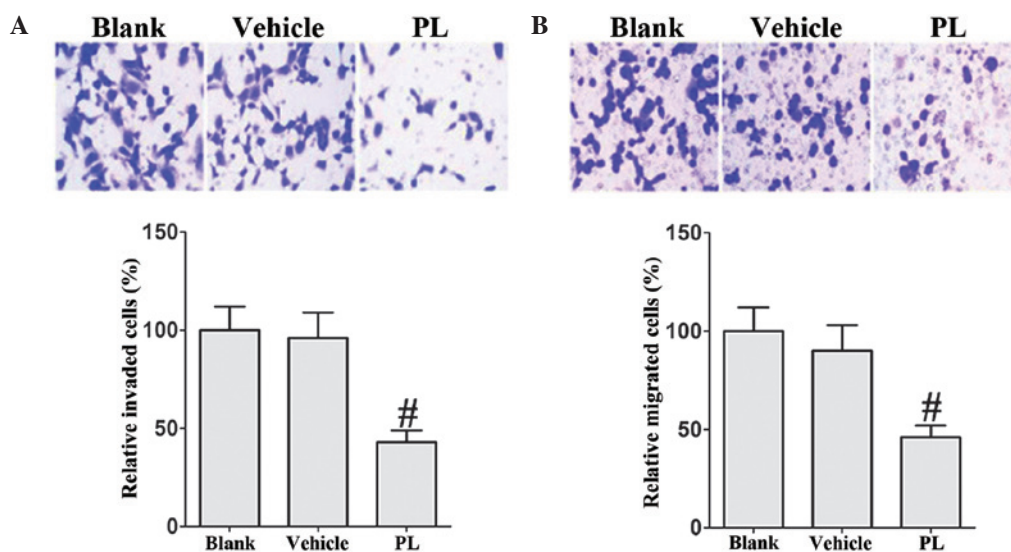 A
Blank Vehicle PL
Relative invaded cells (%)
150
100
50
0
#
Blank Vehicle PL
B
Blank Vehicle PL
Relative migrated cells (%)
150
100
50
0
#
Blank Vehicle PL